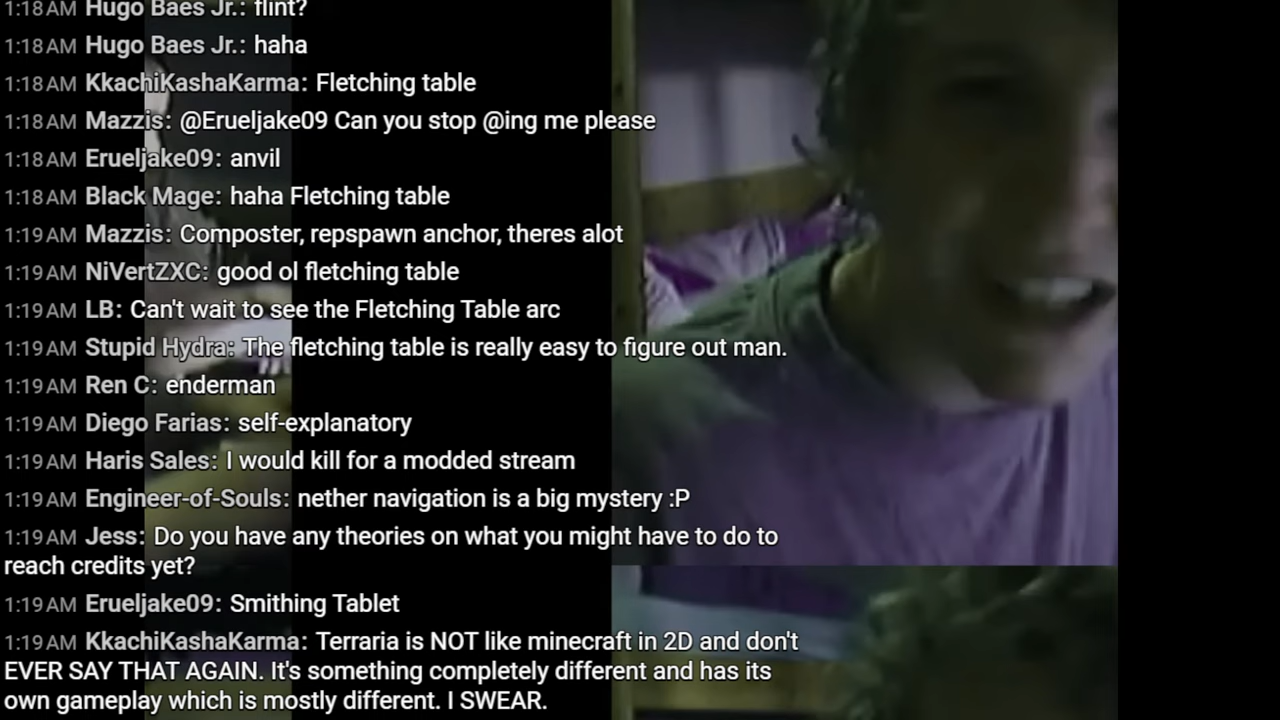 1:18 AM Hugo Baes Jr.: flint?
1:18 AM Hugo Baes Jr.: haha
1:18 AM KkachiKashaKarma: Fletching table
1:18 AM Mazzis: @Erueljake09 Can you stop @ing me please
1:18 AM Erueljake09: anvil
1:18 AM Black Mage: haha Fletching table
1:19 AM Mazzis: Composter, repspawn anchor, theres alot
1:19 AM NiVertZXC: good ol fletching table
1:19 AM LB: Can't wait to see the Fletching Table arc
1:19 AM Stupid Hydra: The fletching table is really easy to figure out man.
1:19 AM Ren C: enderman
1:19 AM Diego Farias: self-explanatory
1:19 AM Haris Sales: I would kill for a modded stream
1:19 AM Engineer-of-Souls: nether navigation is a big mystery :P
1:19 AM Jess: Do you have any theories on what you might have to do to
reach credits yet?
1:19 AM Erueljake09: Smithing Tablet
1:19 AM KkachiKashaKarma: Terraria is NOT like minecraft in 2D and don't
EVER SAY THAT AGAIN. It's something completely different and has its
own gameplay which is mostly different. I SWEAR.